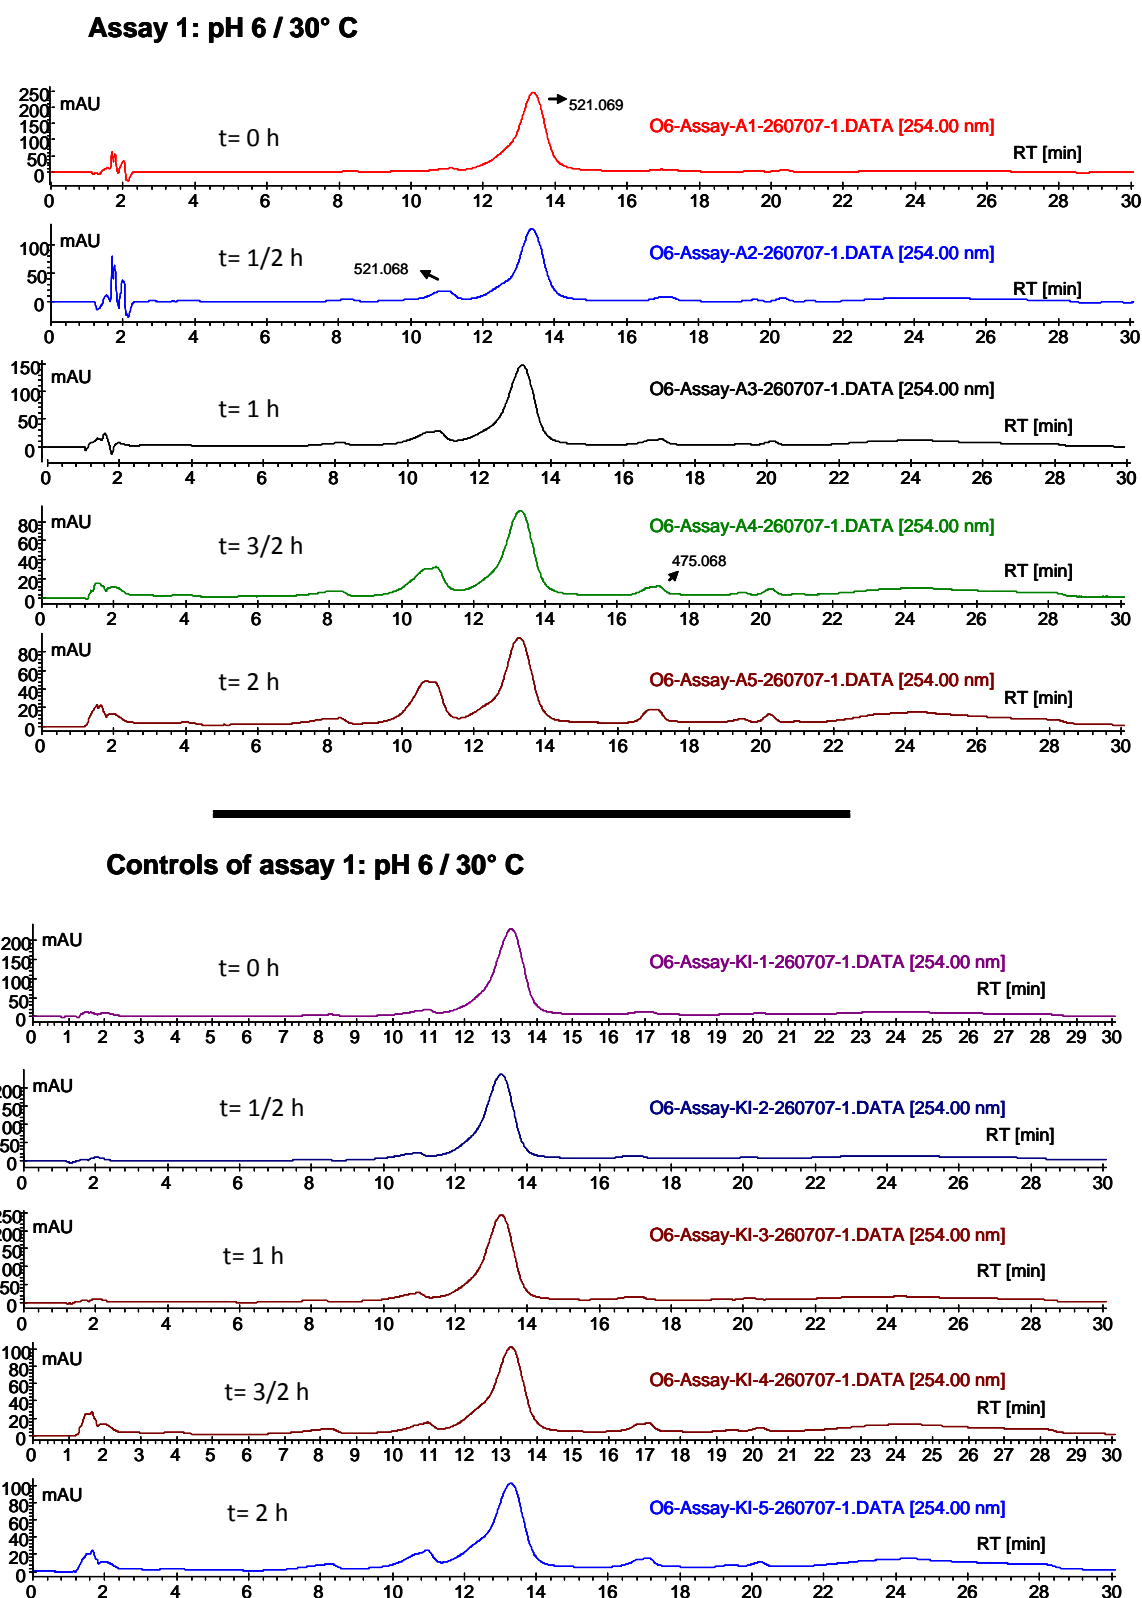 Assay 1: pH 6 / 30° C
250 mAU
200
150
100
50
0
t= 0 h
521.069
O6-Assay-A1-260707-1.DATA [254.00 nm]
RT [min]
0 2 4 6 8 10 12 14 16 18 20 22 24 26 28 30
mAU
100
50
0
t= 1/2 h
521.068
O6-Assay-A2-260707-1.DATA [254.00 nm]
RT [min]
0 2 4 6 8 10 12 14 16 18 20 22 24 26 28 30
150 mAU
100
50
0
t= 1 h
O6-Assay-A3-260707-1.DATA [254.00 nm]
RT [min]
0 2 4 6 8 10 12 14 16 18 20 22 24 26 28 30
80 mAU
60
40
20
0
t= 3/2 h
475.068
O6-Assay-A4-260707-1.DATA [254.00 nm]
RT [min]
0 2 4 6 8 10 12 14 16 18 20 22 24 26 28 30
80 mAU
60
40
20
0
t= 2 h
O6-Assay-A5-260707-1.DATA [254.00 nm]
RT [min]
0 2 4 6 8 10 12 14 16 18 20 22 24 26 28 30
Controls of assay 1: pH 6 / 30° C
200 mAU
150
100
50
0
t= 0 h
O6-Assay-KI-1-260707-1.DATA [254.00 nm]
RT [min]
0 1 2 3 4 5 6 7 8 9 10 11 12 13 14 15 16 17 18 19 20 21 22 23 24 25 26 27 28 29 30
mAU
50
00
50
0
t= 1/2 h
O6-Assay-KI-2-260707-1.DATA [254.00 nm]
RT [min]
0 2 4 6 8 10 12 14 16 18 20 22 24 26 28 30
250 mAU
200
50
00
50
0
t= 1 h
O6-Assay-KI-3-260707-1.DATA [254.00 nm]
RT [min]
0 2 4 6 8 10 12 14 16 18 20 22 24 26 28 30
100 mAU
80
60
40
20
0
t= 3/2 h
O6-Assay-KI-4-260707-1.DATA [254.00 nm]
RT [min]
0 1 2 3 4 5 6 7 8 9 10 11 12 13 14 15 16 17 18 19 20 21 22 23 24 25 26 27 28 29 30
100 mAU
80
60
40
20
0
t= 2 h
O6-Assay-KI-5-260707-1.DATA [254.00 nm]
RT [min]
0 2 4 6 8 10 12 14 16 18 20 22 24 26 28 30